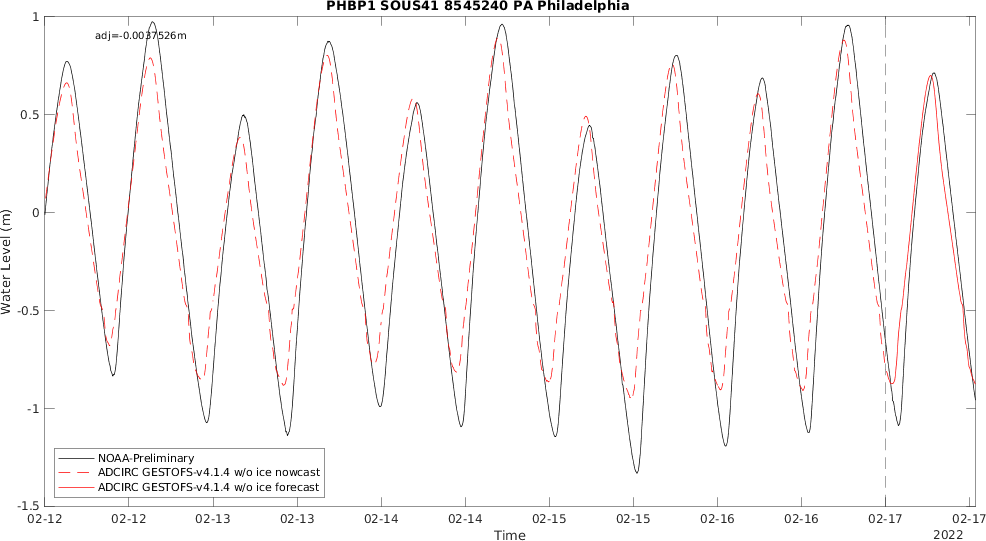 PHBP1 SOUS41 8545240 PA Philadelphia
adj=-0.0037526m
1
0.5
0
-0.5
-1
-1.5
Water Level (m)
NOAA-Preliminary
ADCIRC GESTOFS-v4.1.4 w/o ice nowcast
ADCIRC GESTOFS-v4.1.4 w/o ice forecast
02-12 02-12 02-13 02-13 02-14 02-14 02-15 02-15 02-16 02-16 02-17 02-17
Time
2022